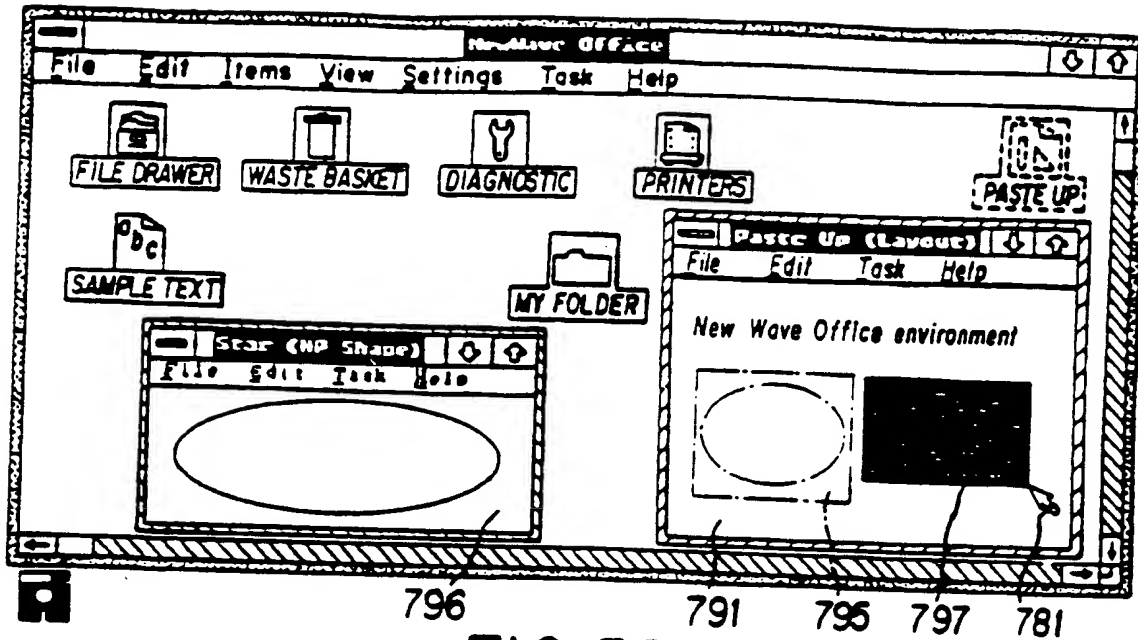 NewWave Office
File Edit Items View Settings Task Help
FILE DRAWER WASTE BASKET DIAGNOSTIC PRINTERS PASTE UP
abc
SAMPLE TEXT MY FOLDER
Paste Up (Layout)
File Edit Task Help
New Wave Office environment
Star (HP Shape)
File Edit Task Help
796 791 795 797 781